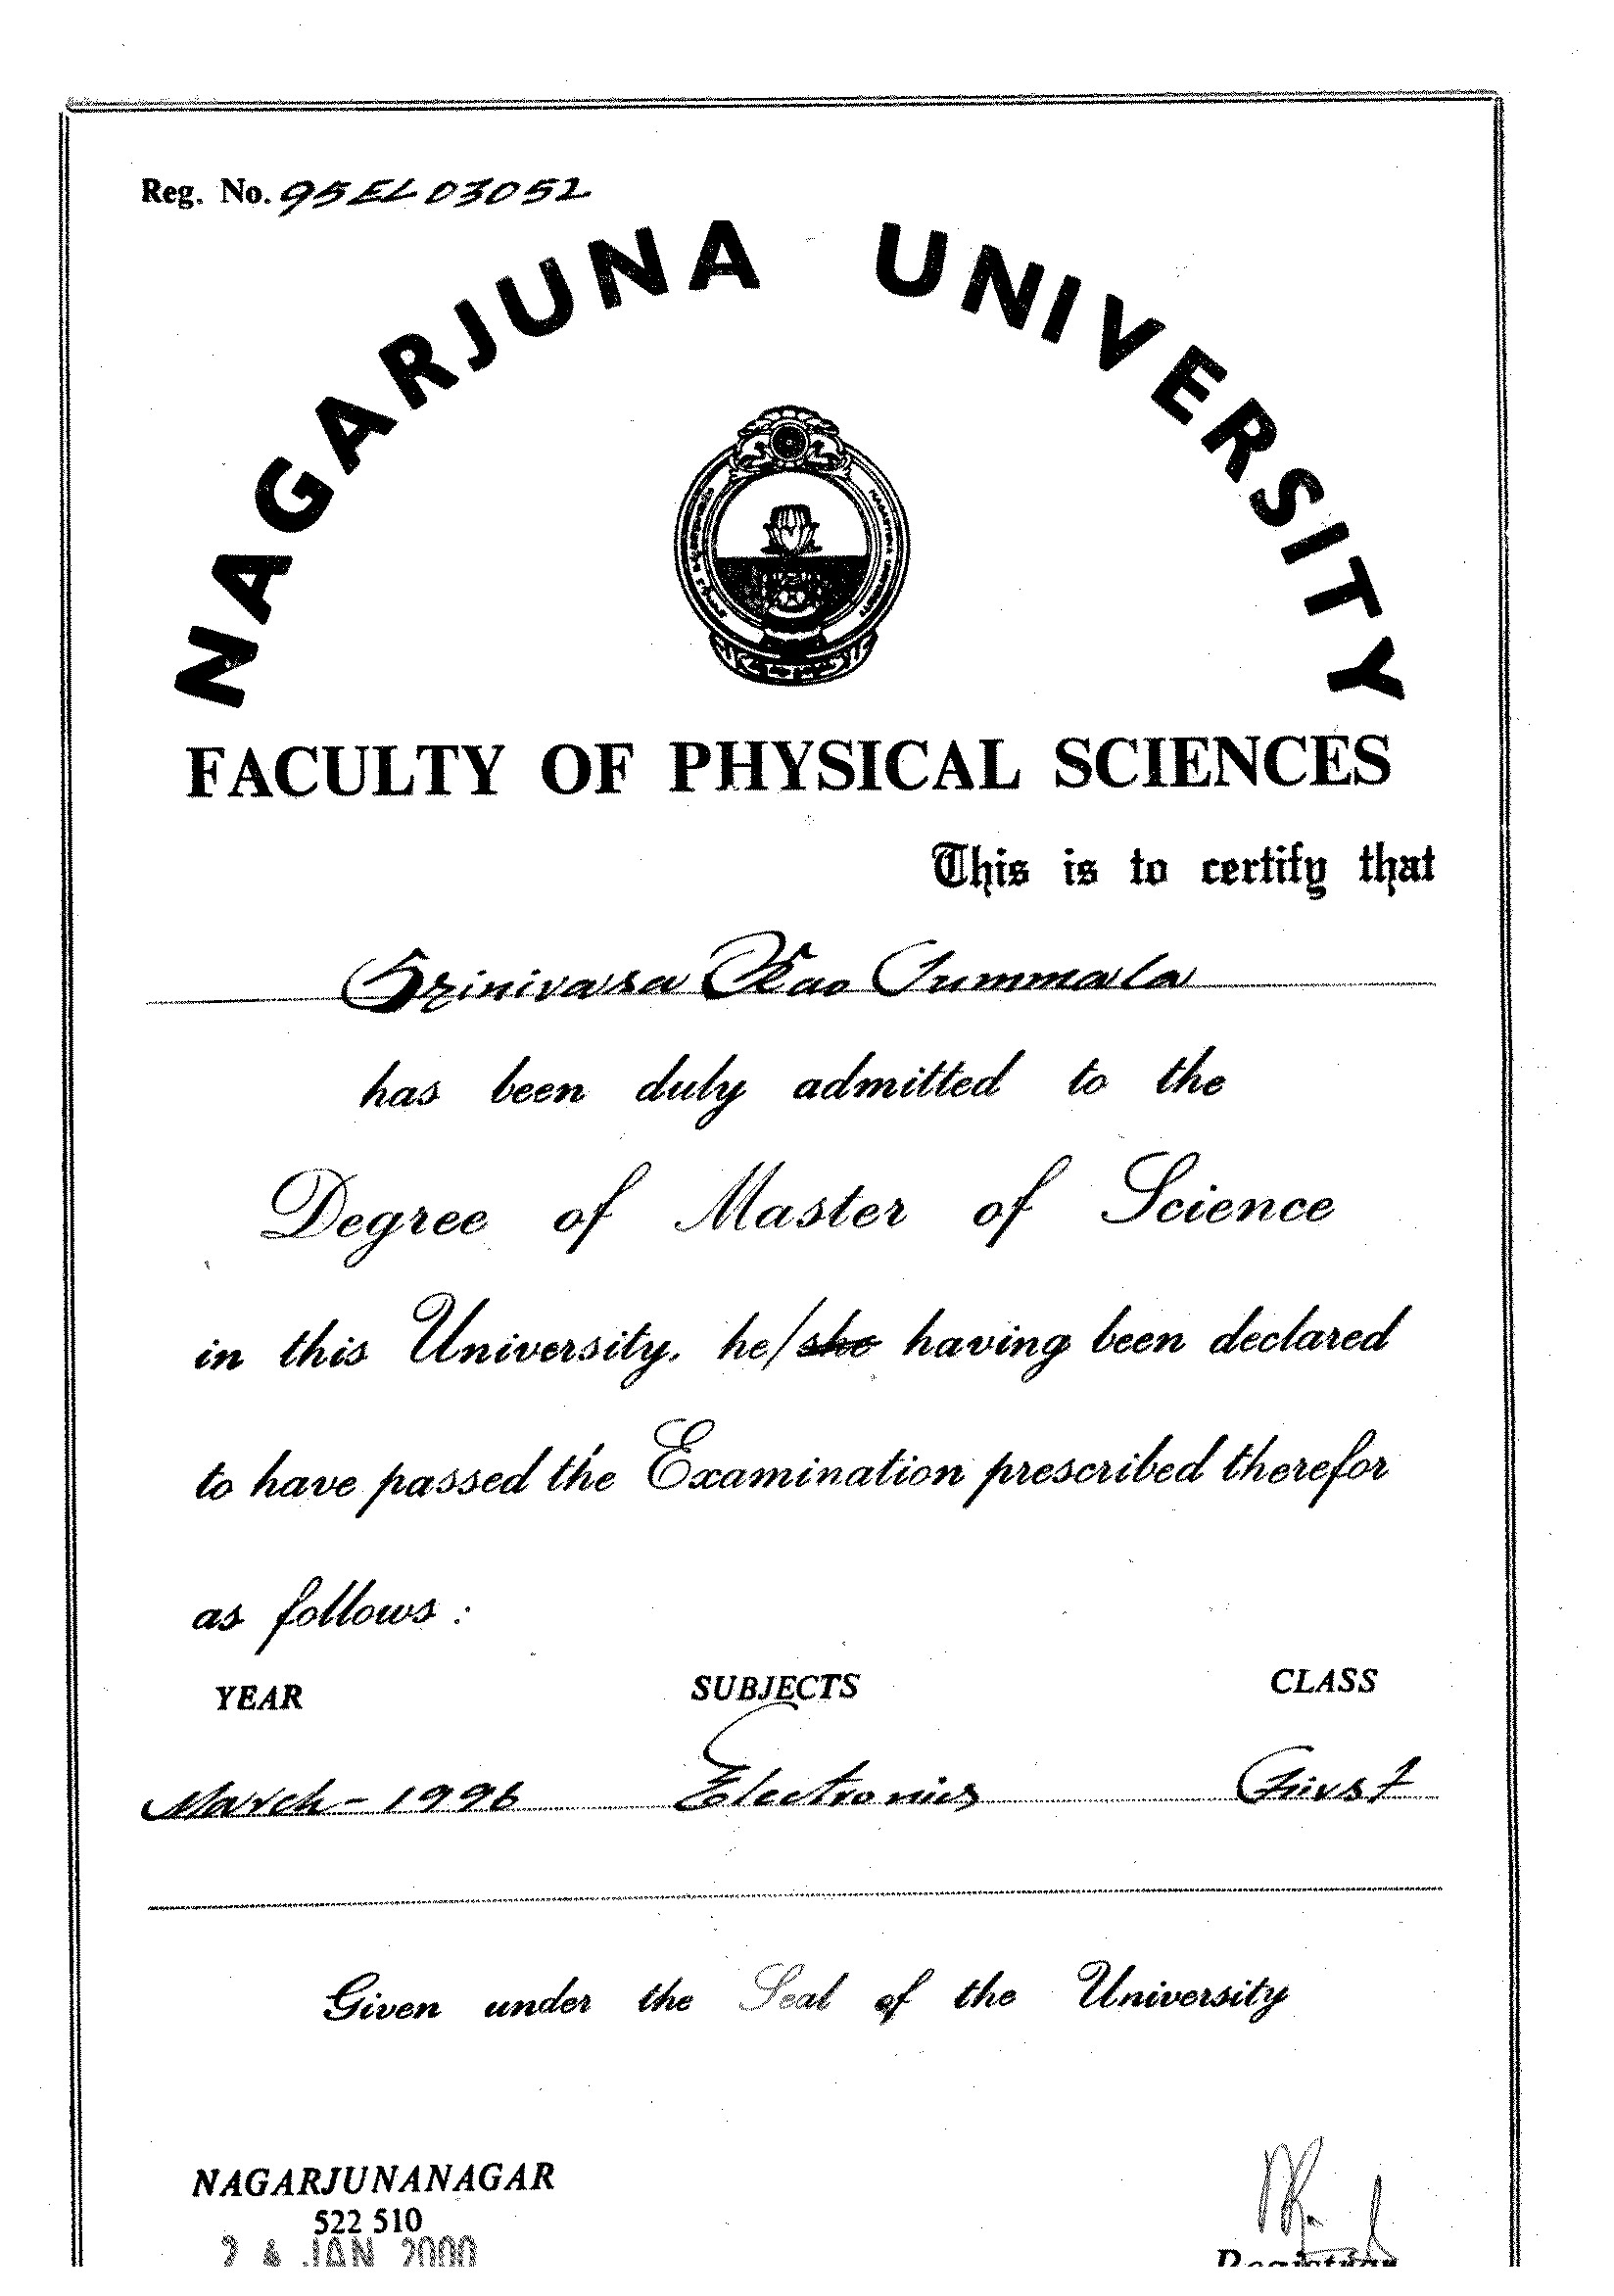 Reg. No. 95EL03052
NAGARJUNA UNIVERSITY
NAGARJUNA UNIVERSITY
FACULTY OF PHYSICAL SCIENCES
This is to certify that
Srinivasa Rao Tummala
has been duly admitted to the
Degree of Master of Science
in this University, he/she having been declared
to have passed the Examination prescribed therefor
as follows :
YEAR SUBJECTS CLASS
March-1996 Electronics First
Given under the Seal of the University
NAGARJUNANAGAR
522 510
24 JAN 2000
Registrar